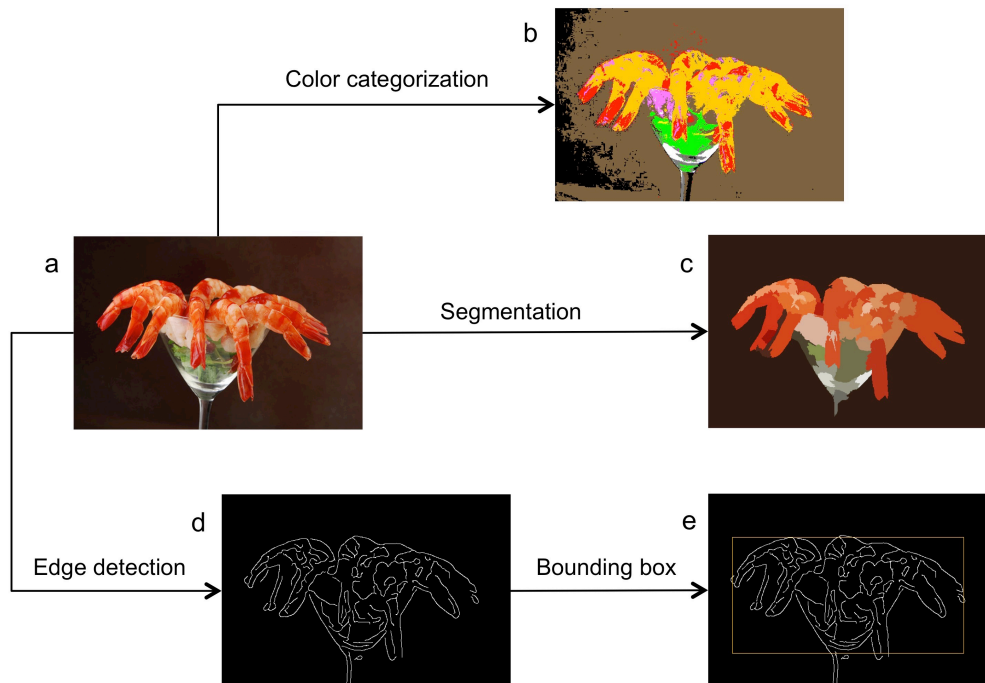 b
Color categorization
a
c
Segmentation
d
e
Edge detection
Bounding box